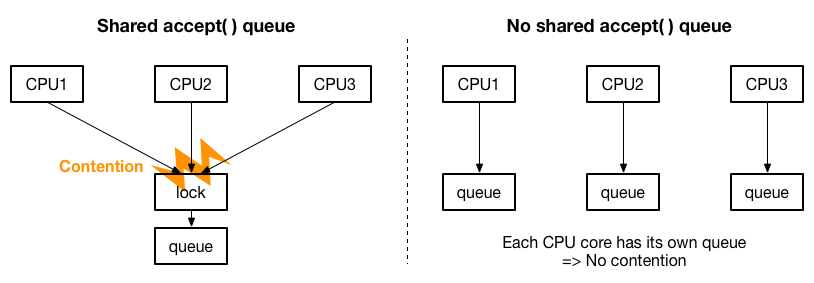 Shared accept( ) queue
CPU1
CPU2
CPU3
Contention
lock
queue
No shared accept( ) queue
CPU1
CPU2
CPU3
queue
queue
queue
Each CPU core has its own queue
=> No contention